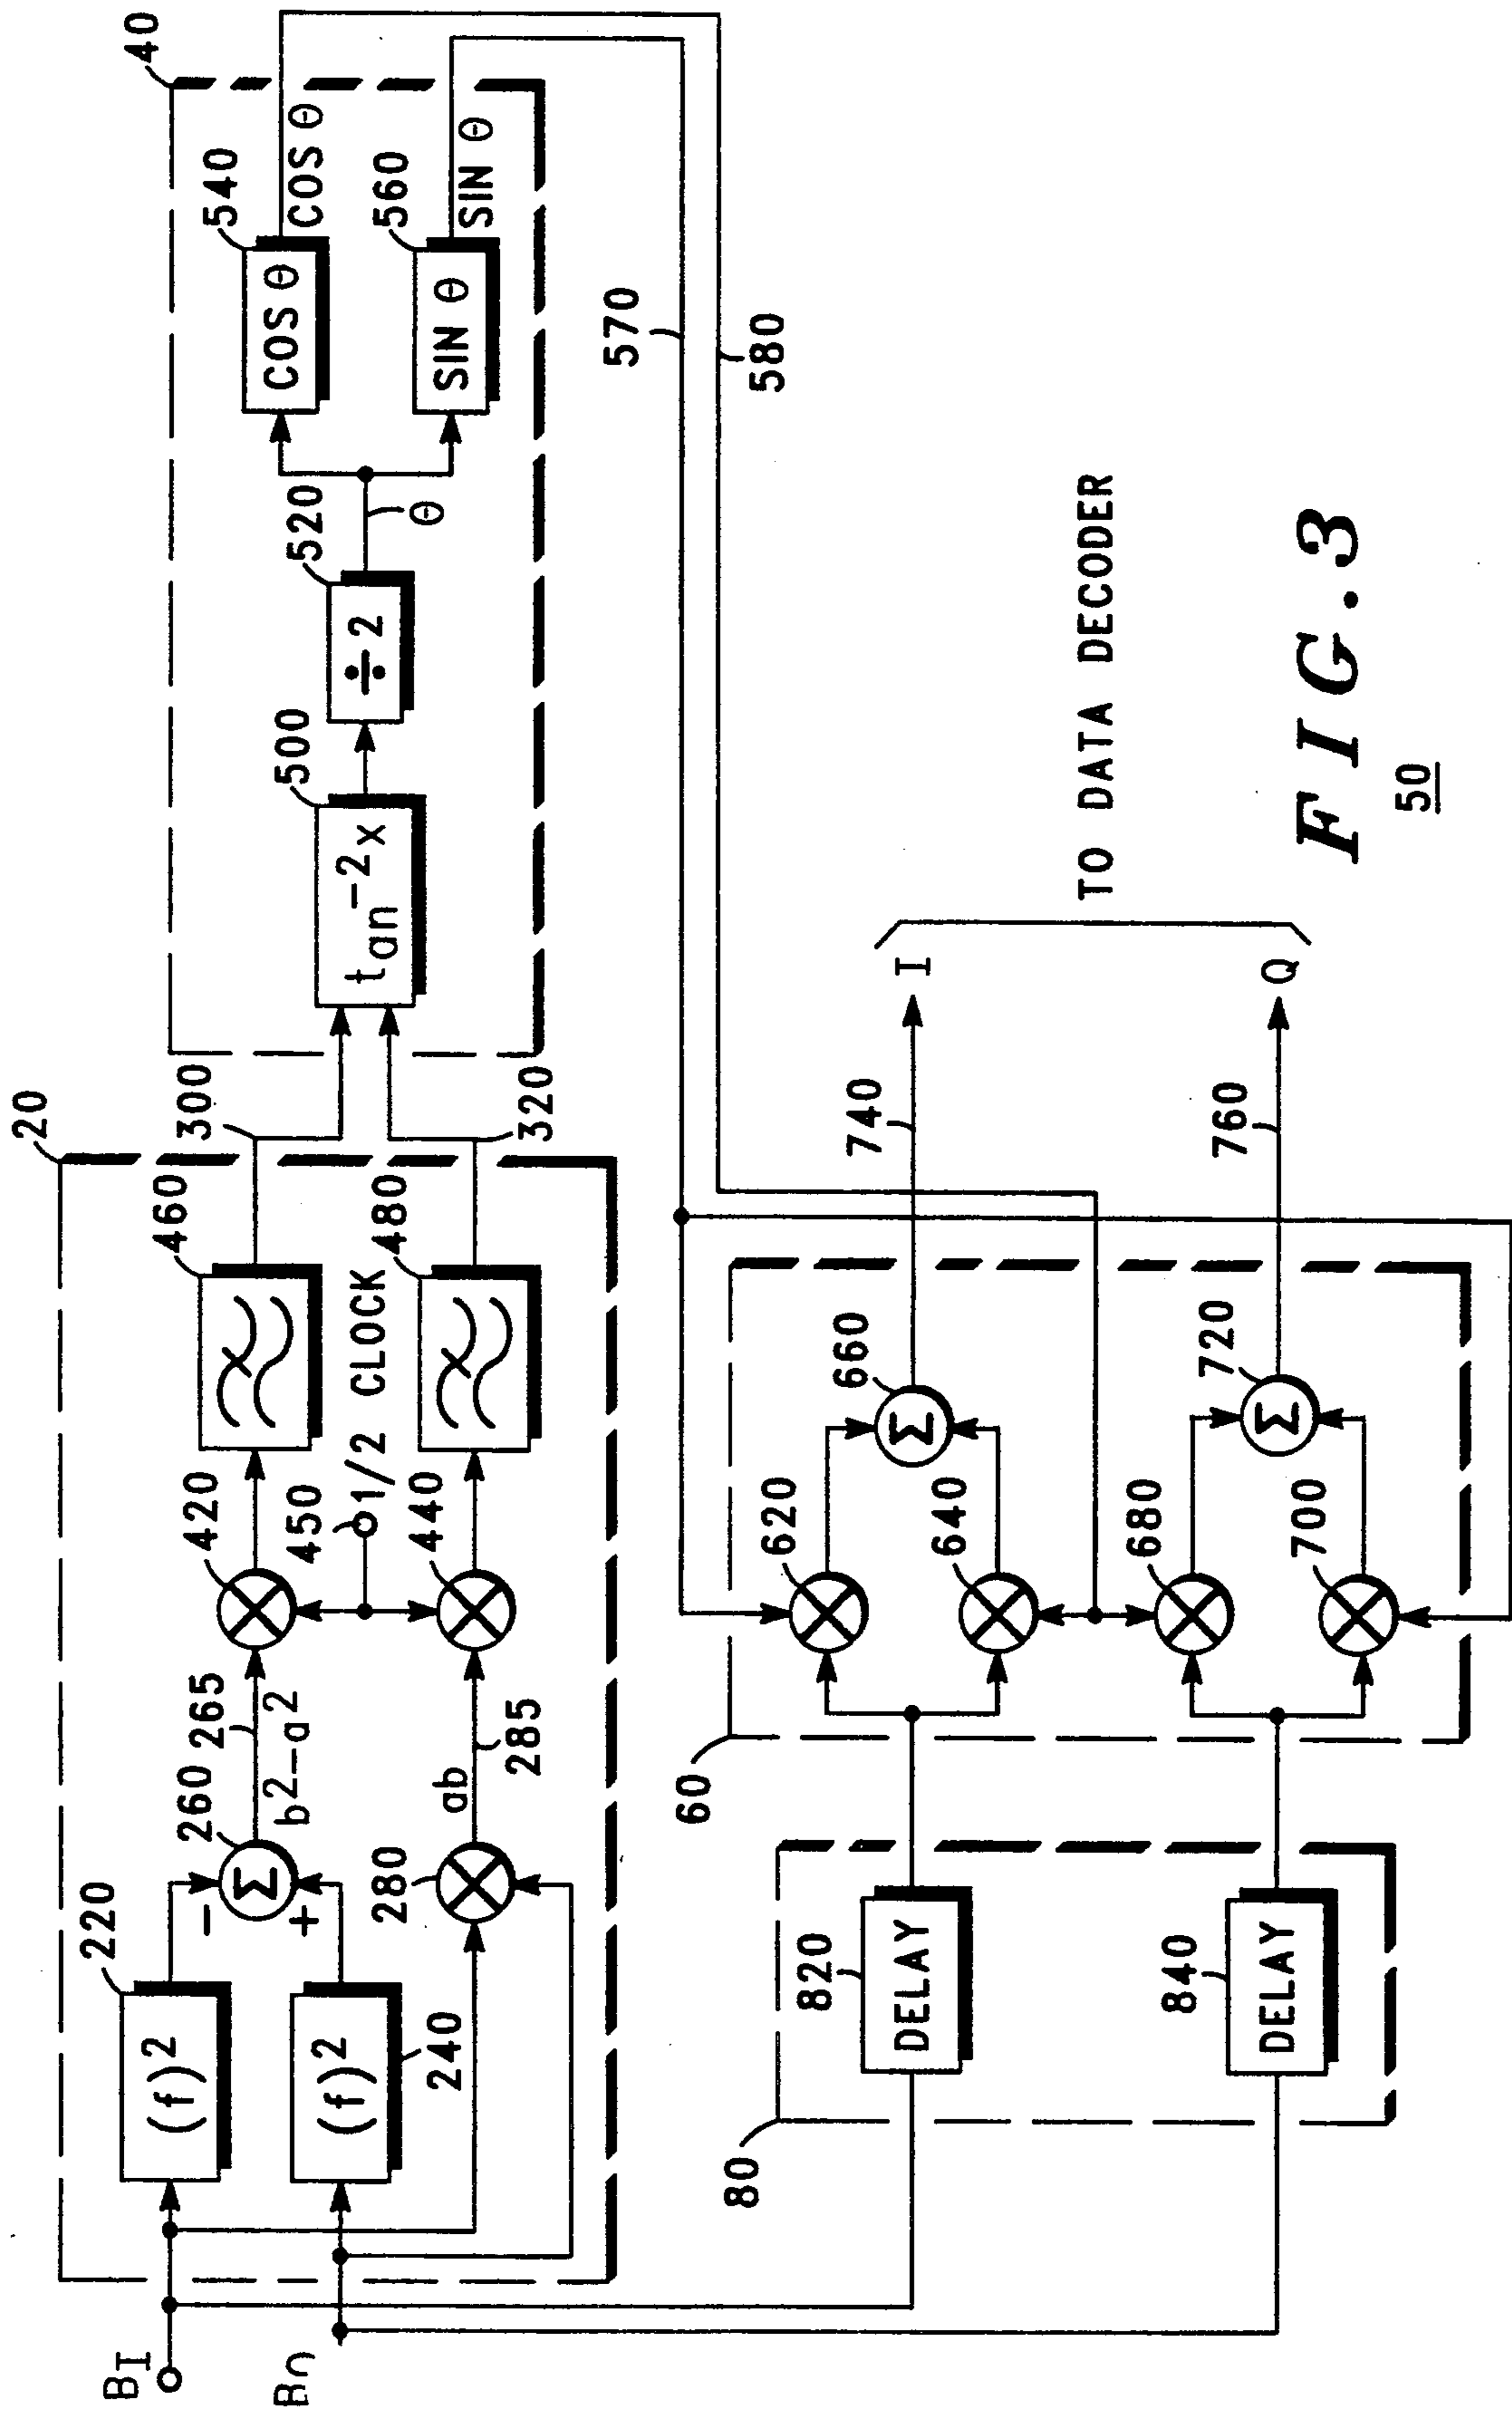 20
220
(f)²
240
(f)²
BI
260
-
+
265
b²-a²
280
ab
285
420
440
450
1/2 CLOCK
460
480
300
320
40
500
tan⁻²x
520
÷2
θ
540
COS θ
COS θ
560
SIN θ
SIN θ
570
580
80
820
DELAY
840
DELAY
60
620
640
660
Σ
680
700
720
Σ
Σ
740
I
760
Q
TO DATA DECODER
FIG.3
50